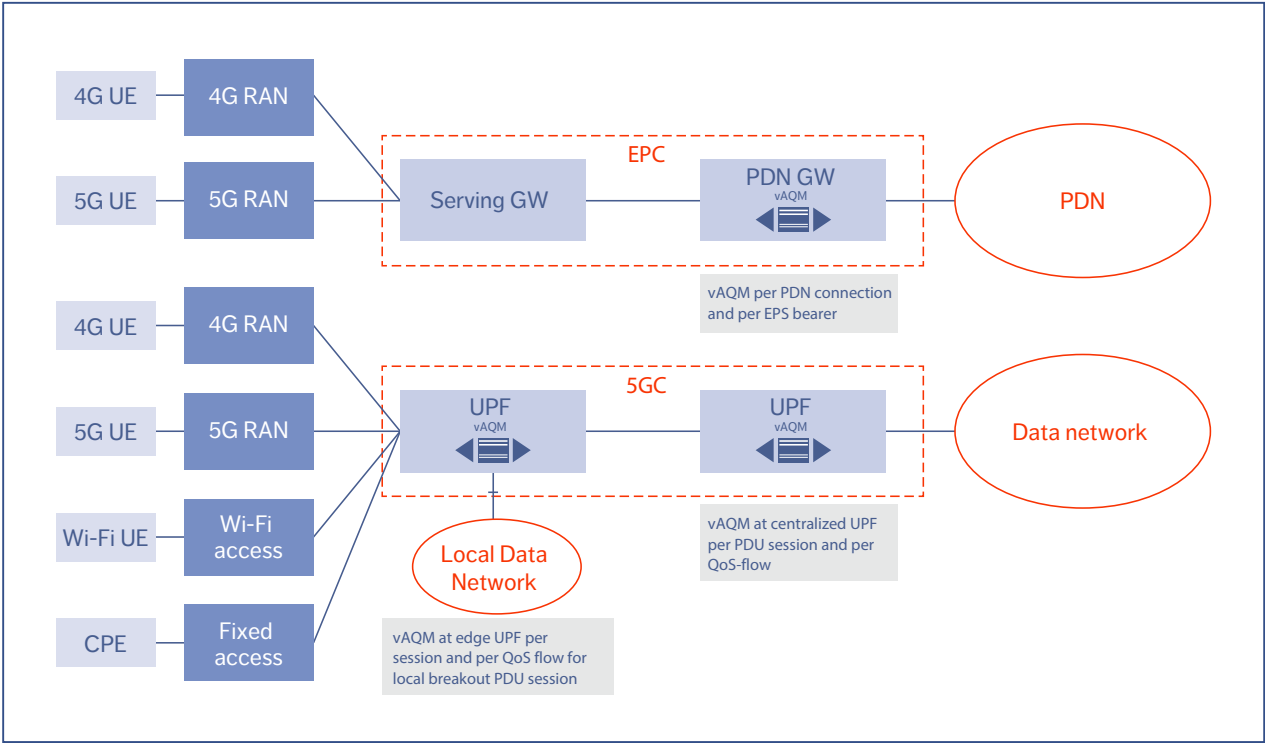 4G UE
4G RAN
EPC
5G UE
5G RAN
Serving GW
PDN GW
vAQM
PDN
vAQM per PDN connection
and per EPS bearer
4G UE
4G RAN
5GC
5G UE
5G RAN
UPF
vAQM
UPF
vAQM
Data network
Wi-Fi UE
Wi-Fi
access
Local Data
Network
vAQM at centralized UPF
per PDU session and per
QoS-flow
CPE
Fixed
access
vAQM at edge UPF per
session and per QoS flow for
local breakout PDU session